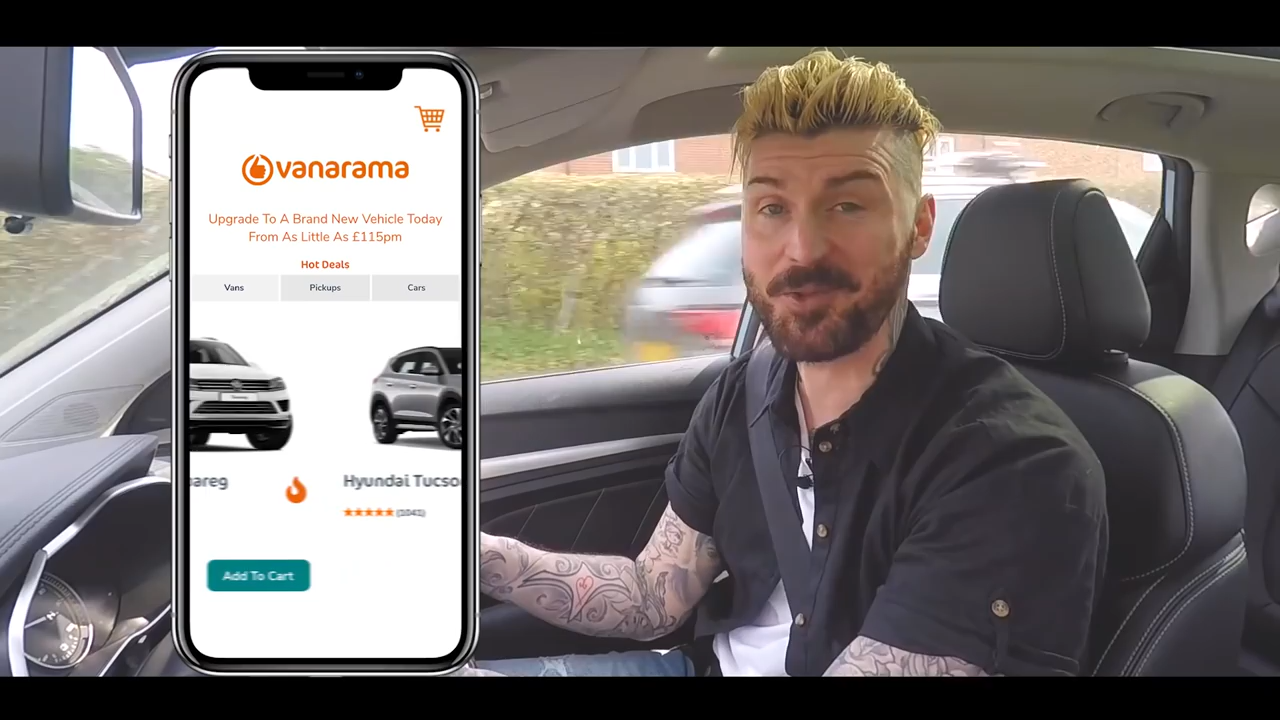 vanarama
Upgrade To A Brand New Vehicle Today
From As Little As £115pm
Hot Deals
Vans
Pickups
Cars
areg
Hyundai Tucso
(1041)
Add To Cart